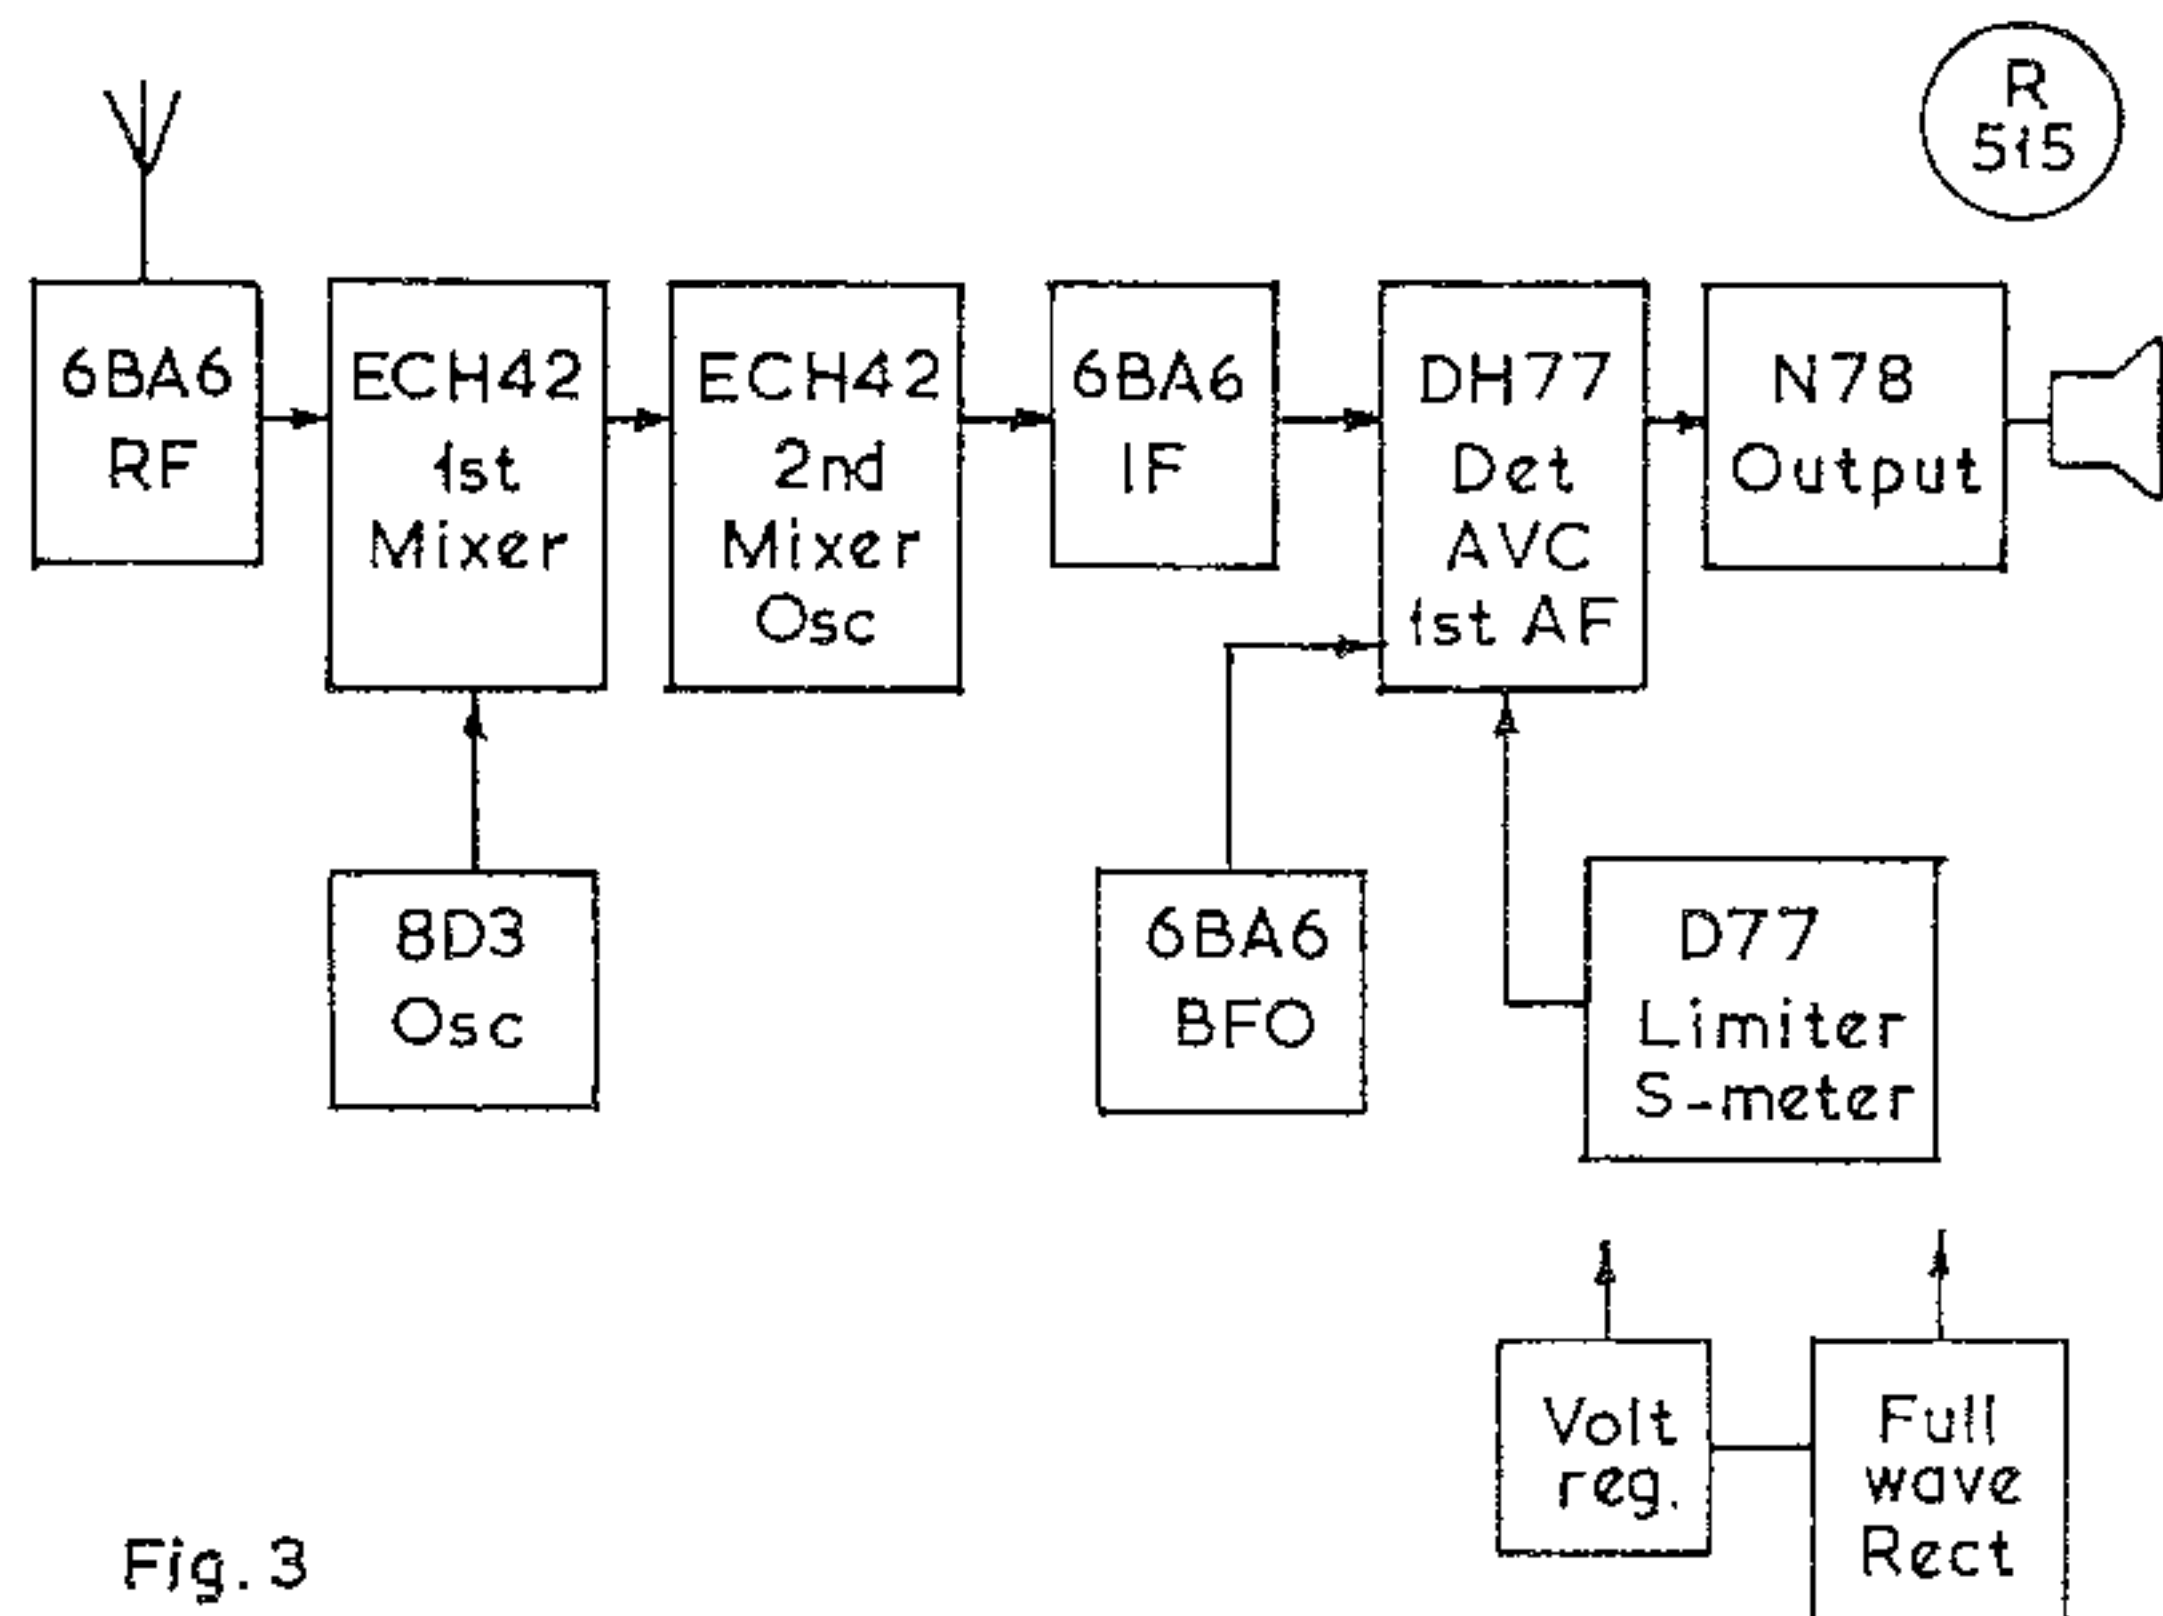 R
515
6BA6
RF
ECH42
1st
Mixer
ECH42
2nd
Mixer
Osc
6BA6
IF
DH77
Det
AVC
1st AF
N78
Output
8D3
Osc
6BA6
BFO
D77
Limiter
S-meter
Volt
reg.
Full
wave
Rect
Fig. 3